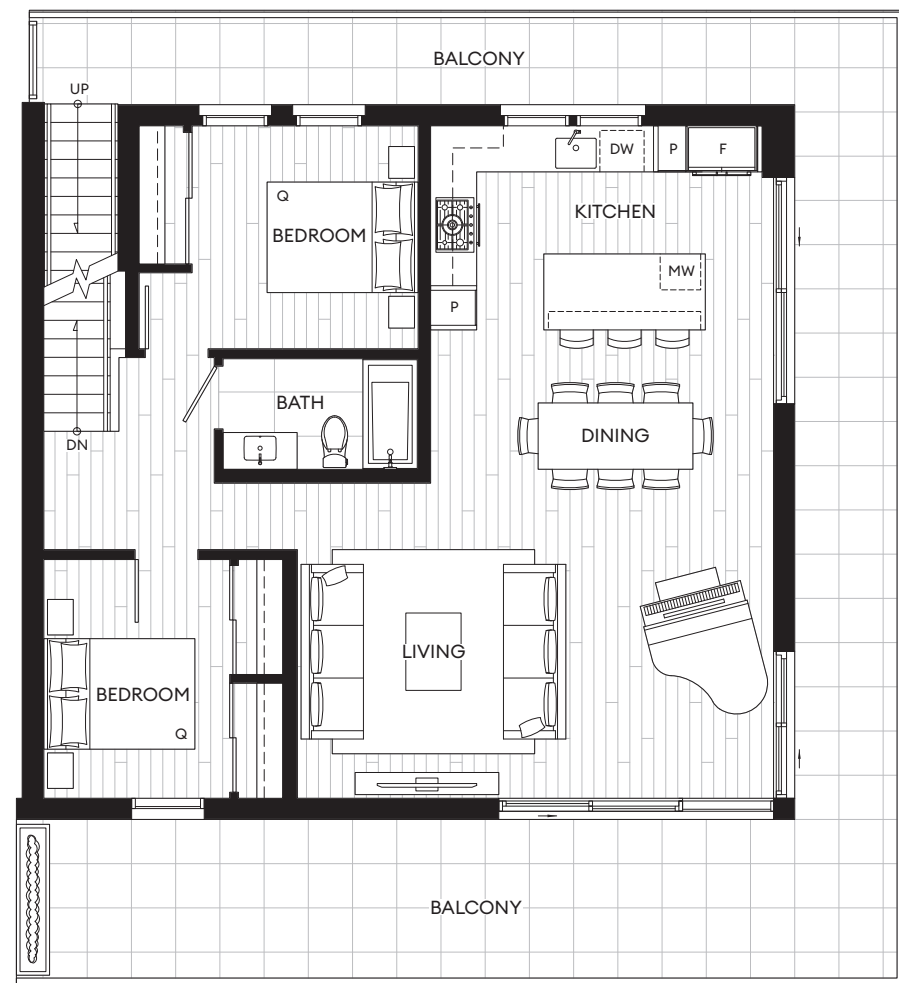 BALCONY
UP
DW
P
F
Q
BEDROOM
KITCHEN
MW
P
BATH
DINING
DN
LIVING
BEDROOM
Q
BALCONY